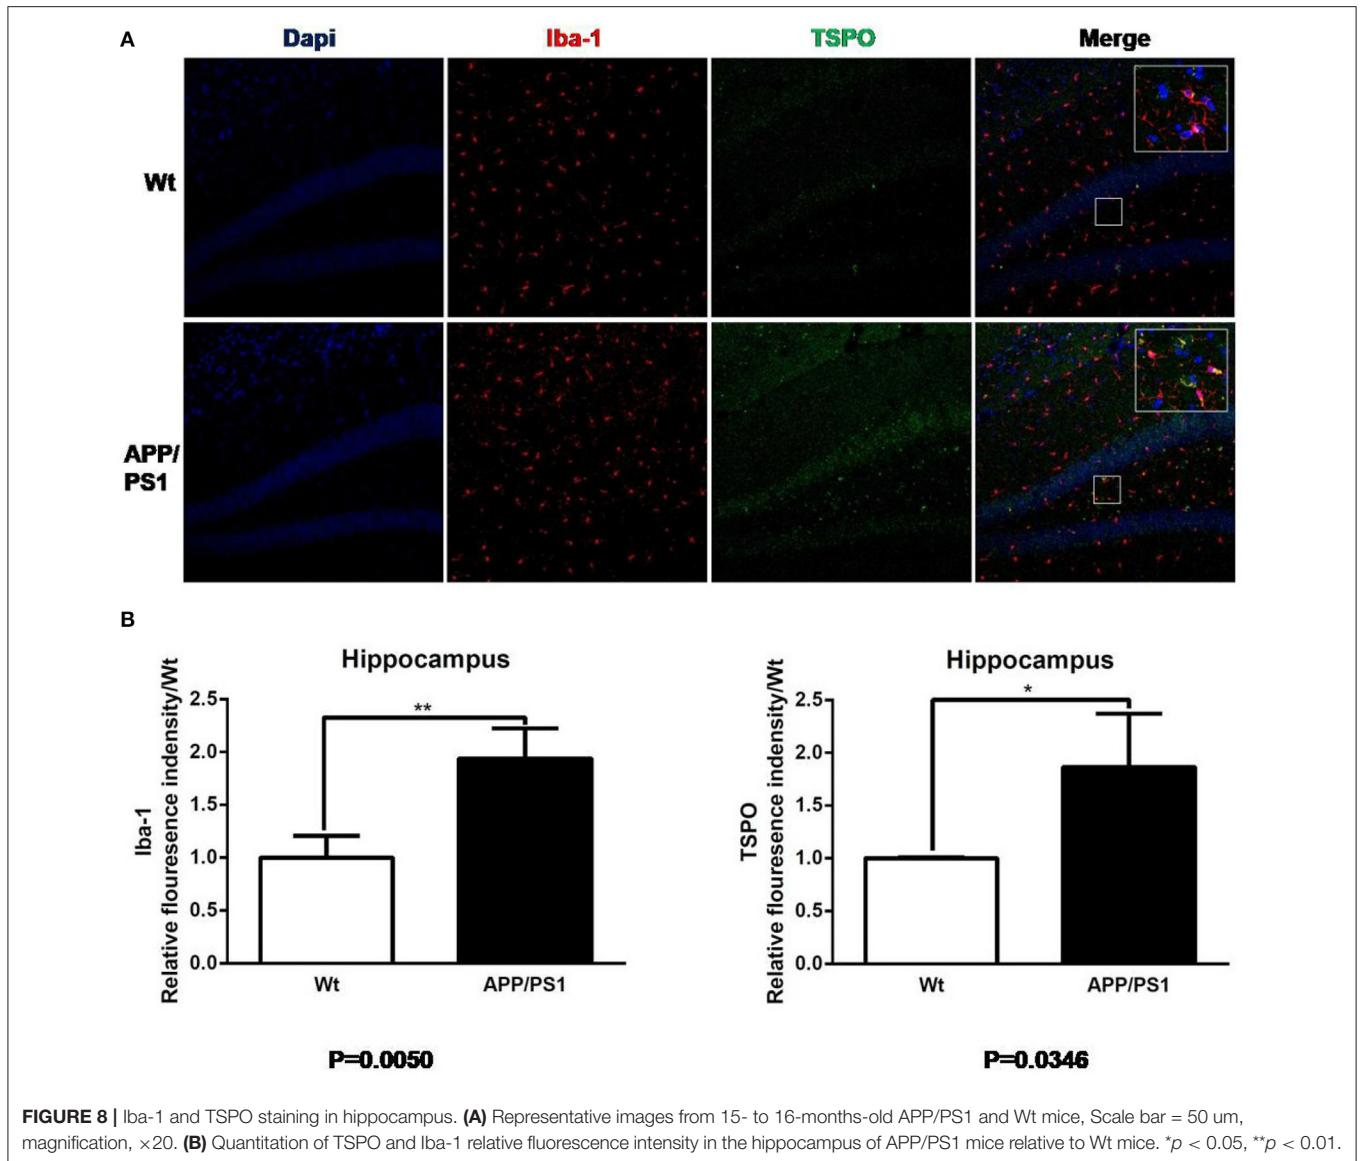 A
Dapi Iba-1 TSPO Merge
Wt
APP/
PS1
B
Hippocampus
Iba-1
Relative flouresence indensity/Wt
2.5
2.0
1.5
1.0
0.5
0.0
**
Wt APP/PS1
P=0.0050
Hippocampus
TSPO
Relative flouresence indensity/Wt
2.5
2.0
1.5
1.0
0.5
0.0
*
Wt APP/PS1
P=0.0346
FIGURE 8 | Iba-1 and TSPO staining in hippocampus. (A) Representative images from 15- to 16-months-old APP/PS1 and Wt mice, Scale bar = 50 um,
magnification, ×20. (B) Quantitation of TSPO and Iba-1 relative fluorescence intensity in the hippocampus of APP/PS1 mice relative to Wt mice. *p < 0.05, **p < 0.01.